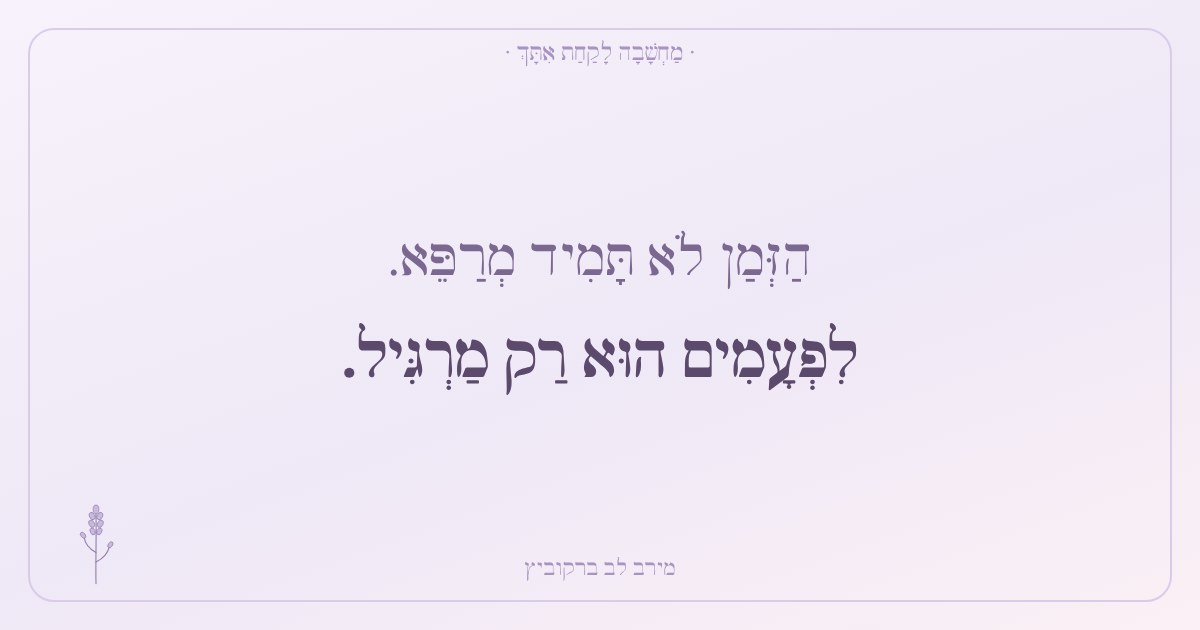 · מַחְשָׁבָה לָקַחַת אִתָּךְ ·
הַזְּמַן לֹא תָּמִיד מְרַפֵּא.
לִפְעָמִים הוּא רַק מַרְגִּיל.
מירב לב ברקוביץ